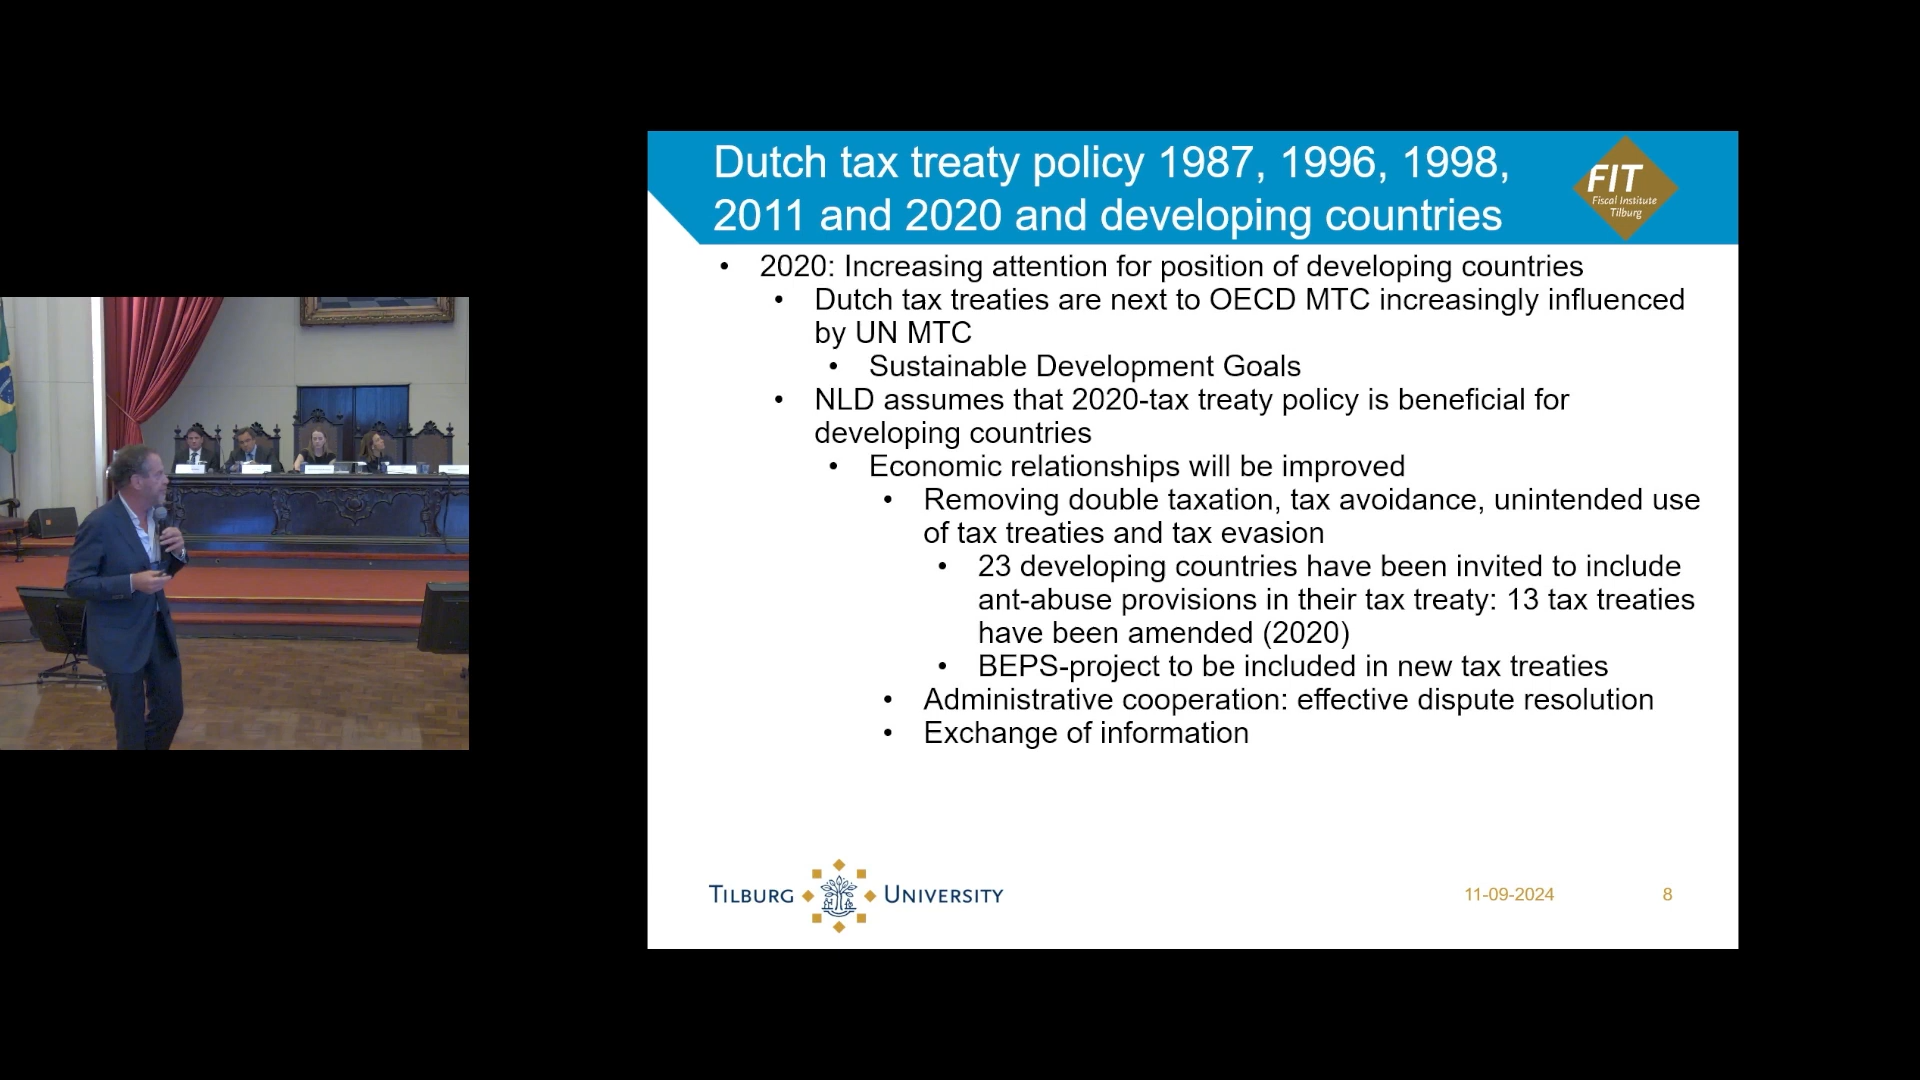 Dutch tax treaty policy 1987, 1996, 1998,
2011 and 2020 and developing countries
FIT
Fiscal Institute
Tilburg
• 2020: Increasing attention for position of developing countries
• Dutch tax treaties are next to OECD MTC increasingly influenced
by UN MTC
• Sustainable Development Goals
• NLD assumes that 2020-tax treaty policy is beneficial for
developing countries
• Economic relationships will be improved
• Removing double taxation, tax avoidance, unintended use
of tax treaties and tax evasion
• 23 developing countries have been invited to include
ant-abuse provisions in their tax treaty: 13 tax treaties
have been amended (2020)
• BEPS-project to be included in new tax treaties
• Administrative cooperation: effective dispute resolution
• Exchange of information
TILBURG UNIVERSITY
11-09-2024
8